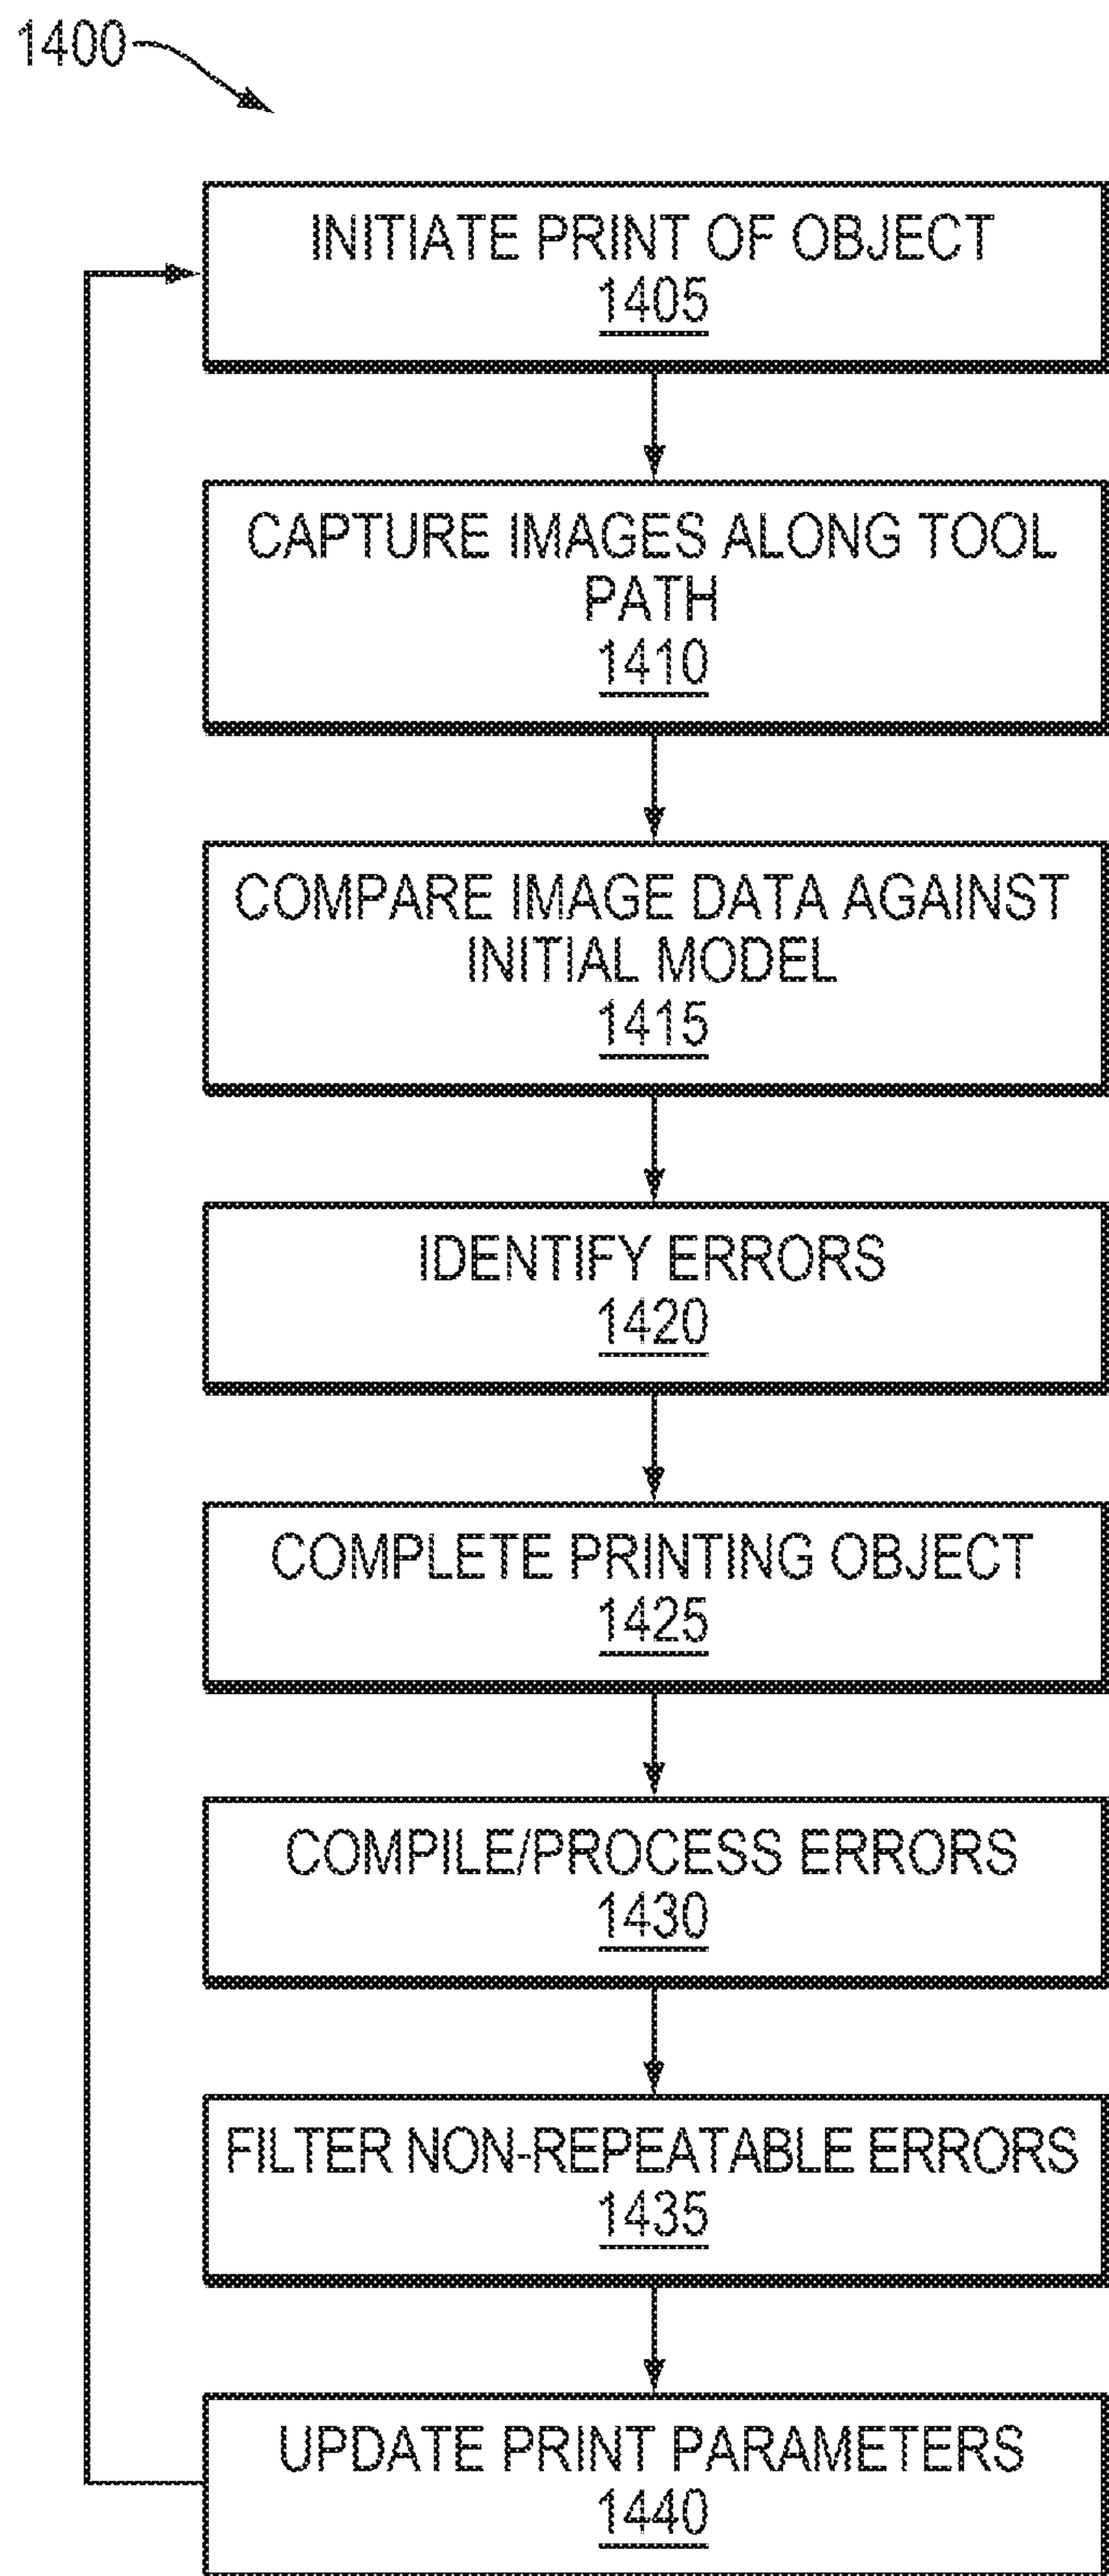 1400
INITIATE PRINT OF OBJECT
1405
CAPTURE IMAGES ALONG TOOL
PATH
1410
COMPARE IMAGE DATA AGAINST
INITIAL MODEL
1415
IDENTIFY ERRORS
1420
COMPLETE PRINTING OBJECT
1425
COMPILE/PROCESS ERRORS
1430
FILTER NON-REPEATABLE ERRORS
1435
UPDATE PRINT PARAMETERS
1440